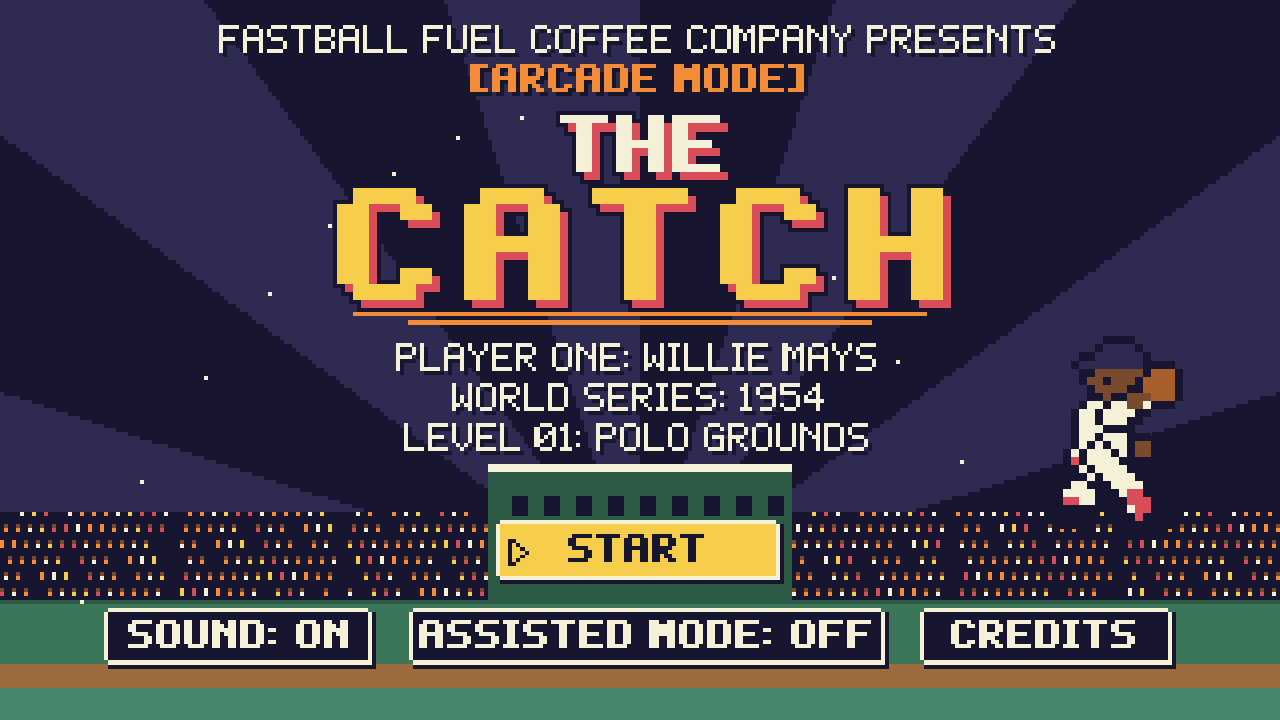 FASTBALL FUEL COFFEE COMPANY PRESENTS
[ARCADE MODE]
THE
CATCH
PLAYER ONE: WILLIE MAYS
WORLD SERIES: 1954
LEVEL 01: POLO GROUNDS
START
SOUND: ON
ASSISTED MODE: OFF
CREDITS